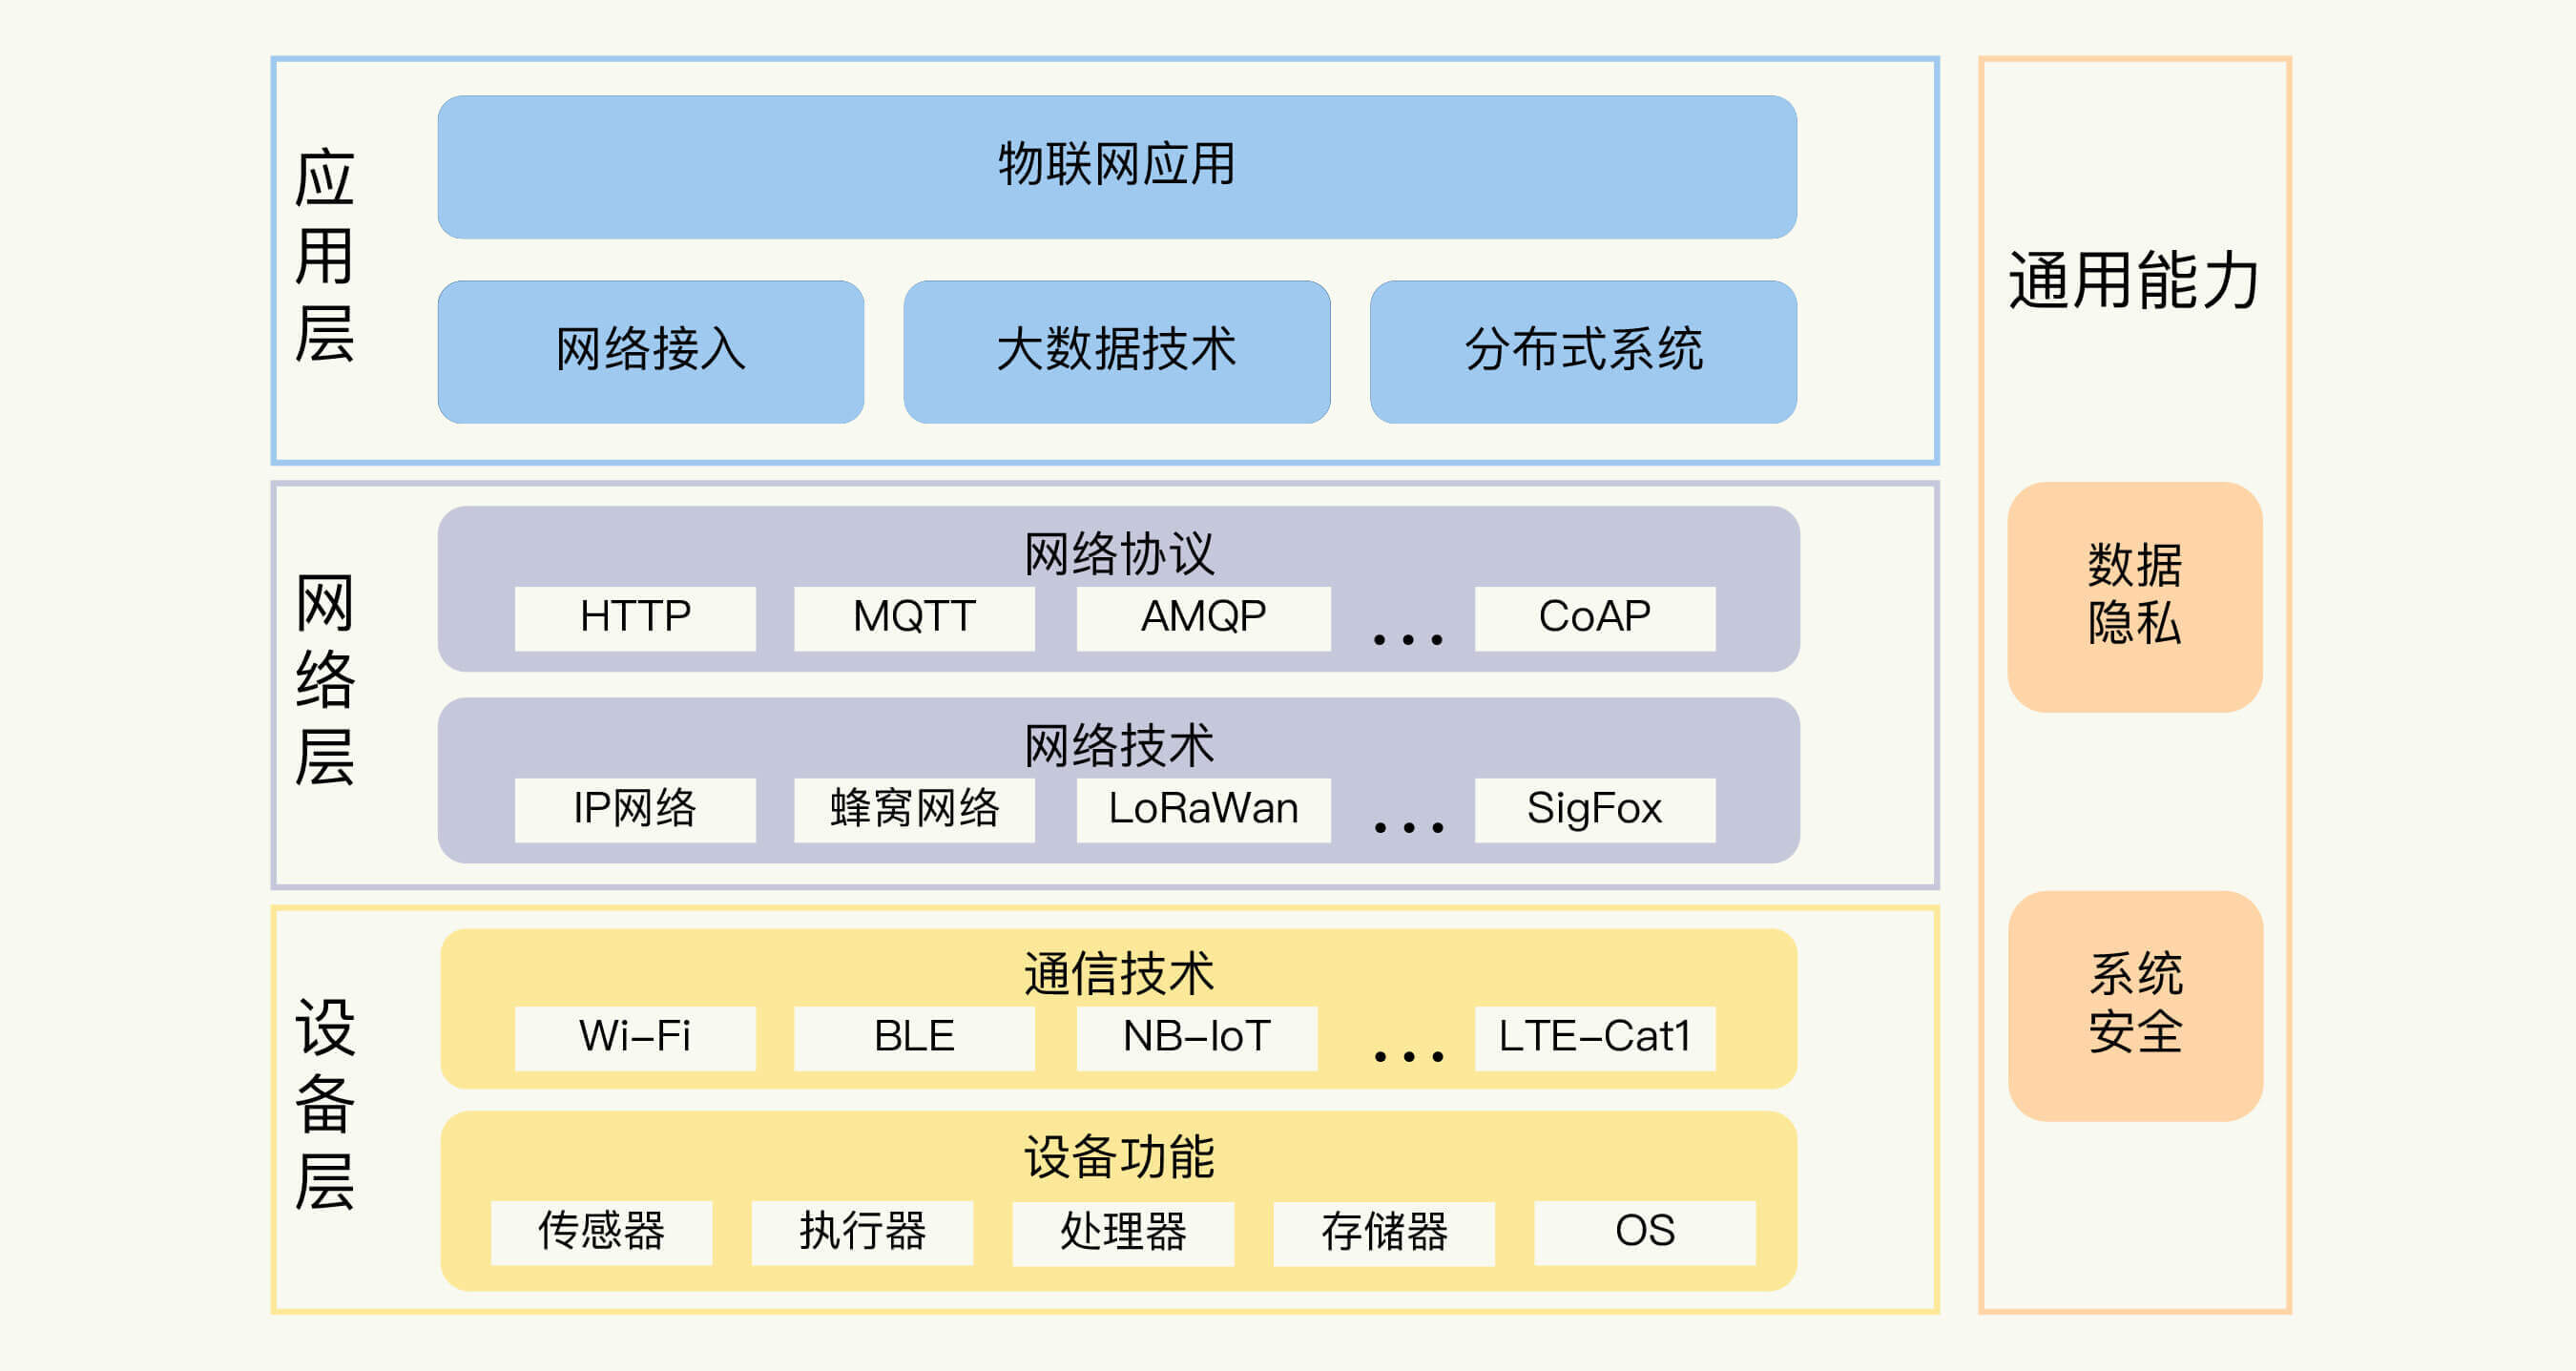 应用层
物联网应用
网络接入
大数据技术
分布式系统
网络层
网络协议
HTTP
MQTT
AMQP
...
CoAP
网络技术
IP网络
蜂窝网络
LoRaWan
...
SigFox
设备层
通信技术
Wi-Fi
BLE
NB-IoT
...
LTE-Cat1
设备功能
传感器
执行器
处理器
存储器
OS
通用能力
数据
隐私
系统
安全